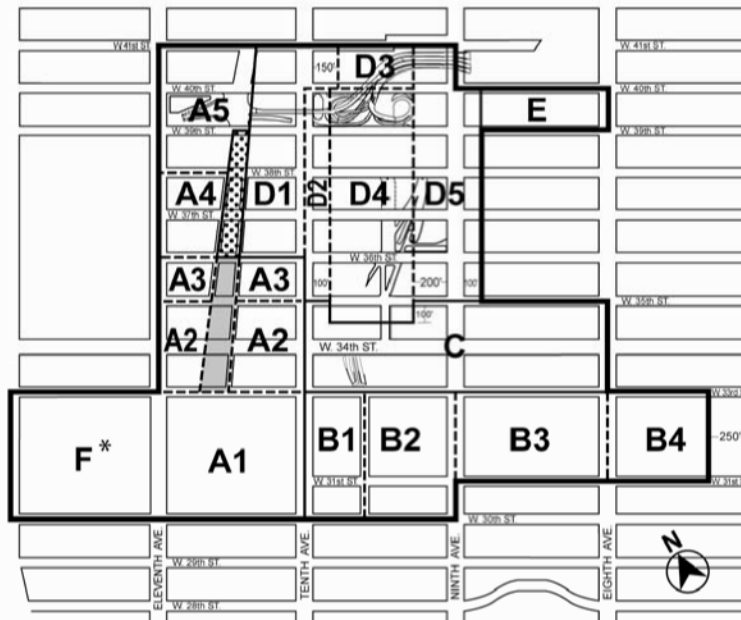 W 41st ST.
W. 41st ST.
D3
150'
W. 40th ST.
W. 40th ST.
A5
E
W. 39th ST.
W. 39th ST.
W. 38th ST.
A4
D1
D2
D4
D5
W. 37th ST.
W. 36th ST.
A3
A3
100'
200'
100'
W. 35th ST.
100'
A2
A2
W. 34th ST.
C
W. 33rd
F*
A1
B1
B2
B3
B4
250'
W. 31st ST.
W. 31st
W. 30th ST.
ELEVENTH AVE.
TENTH AVE.
NINTH AVE.
EIGHTH AVE.
N
W. 29th ST.
W. 28th ST.